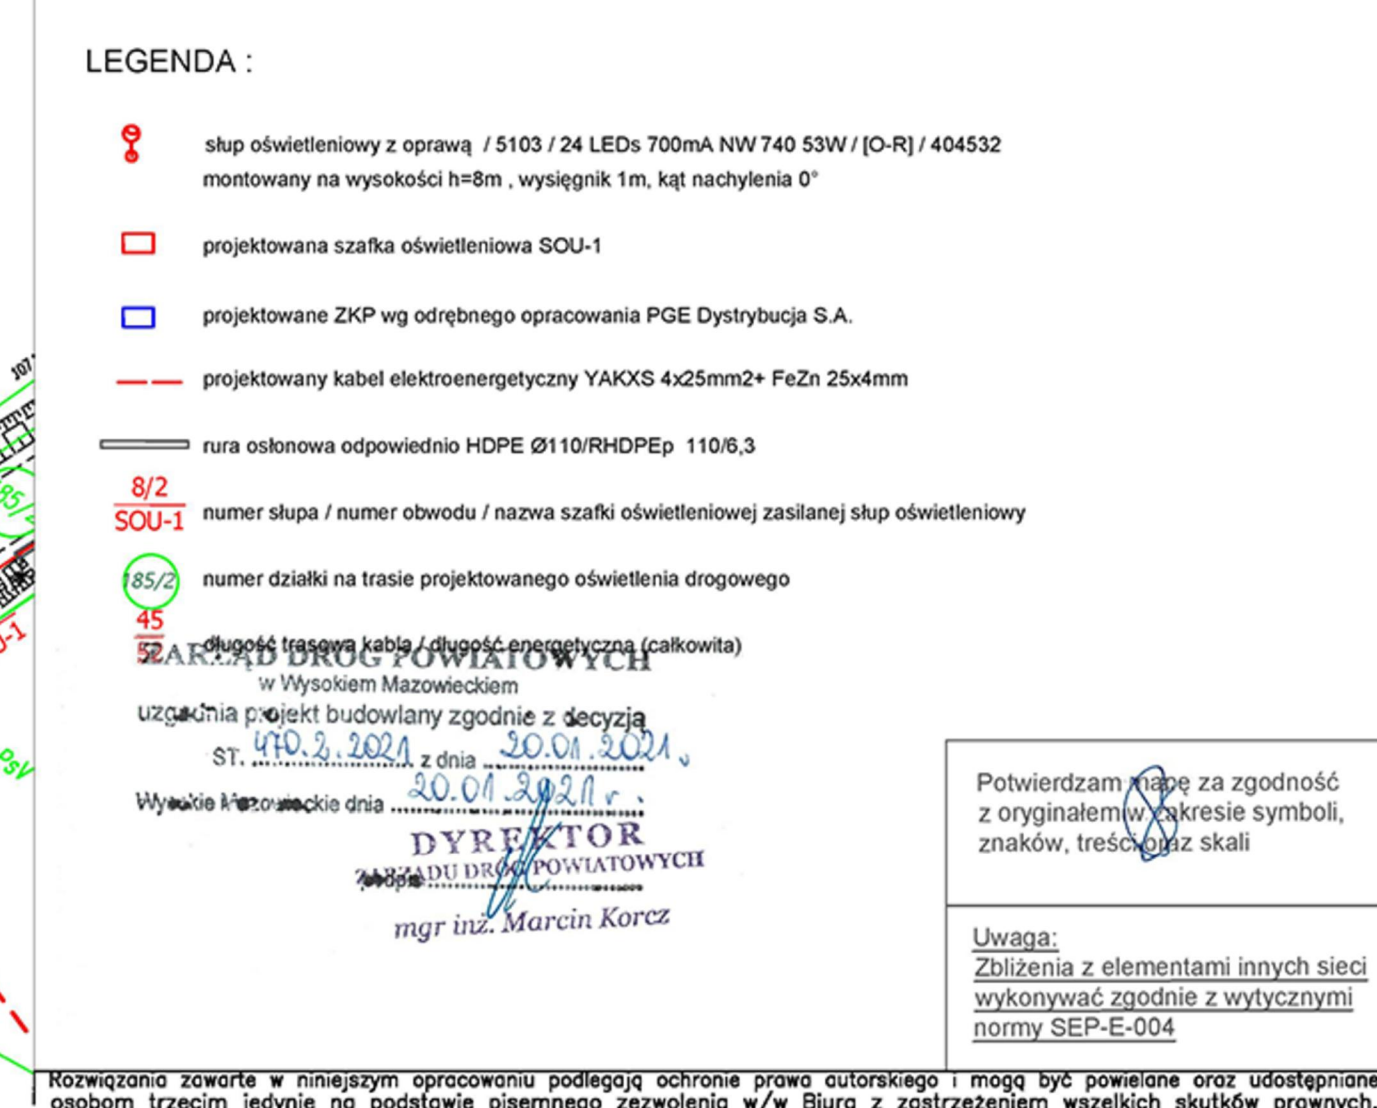 LEGENDA :
słup oświetleniowy z oprawą / 5103 / 24 LEDs 700mA NW 740 53W / [O-R] / 404532
montowany na wysokości h=8m , wysięgnik 1m, kąt nachylenia 0°
projektowana szafka oświetleniowa SOU-1
projektowane ZKP wg odrębnego opracowania PGE Dystrybucja S.A.
projektowany kabel elektroenergetyczny YAKXS 4x25mm2+ FeZn 25x4mm
rura osłonowa odpowiednio HDPE Ø110/RHDPEp 110/6,3
8/2
SOU-1 numer słupa / numer obwodu / nazwa szafki oświetleniowej zasilanej słup oświetleniowy
185/2 numer działki na trasie projektowanego oświetlenia drogowego
45
52 długość trasowa kabla / długość energetyczna (całkowita)
ZARZĄD DRÓG POWIATOWYCH
w Wysokiem Mazowieckiem
uzgadnia projekt budowlany zgodnie z decyzją
ST. 470.2.2021 z dnia 20.01.2021r
Wysokie Mazowieckie dnia 20.01.2021r.
DYREKTOR
ZARZĄDU DRÓG POWIATOWYCH
podpis
mgr inż. Marcin Korcz
Potwierdzam mapę za zgodność
z oryginałem w zakresie symboli,
znaków, treści oraz skali
Uwaga:
Zbliżenia z elementami innych sieci
wykonywać zgodnie z wytycznymi
normy SEP-E-004
Rozwiązania zawarte w niniejszym opracowaniu podlegają ochronie prawa autorskiego i mogą być powielane oraz udostępniane
osobom trzecim jedynie na podstawie pisemnego zezwolenia w/w Biura z zastrzeżeniem wszelkich skutków prawnych.